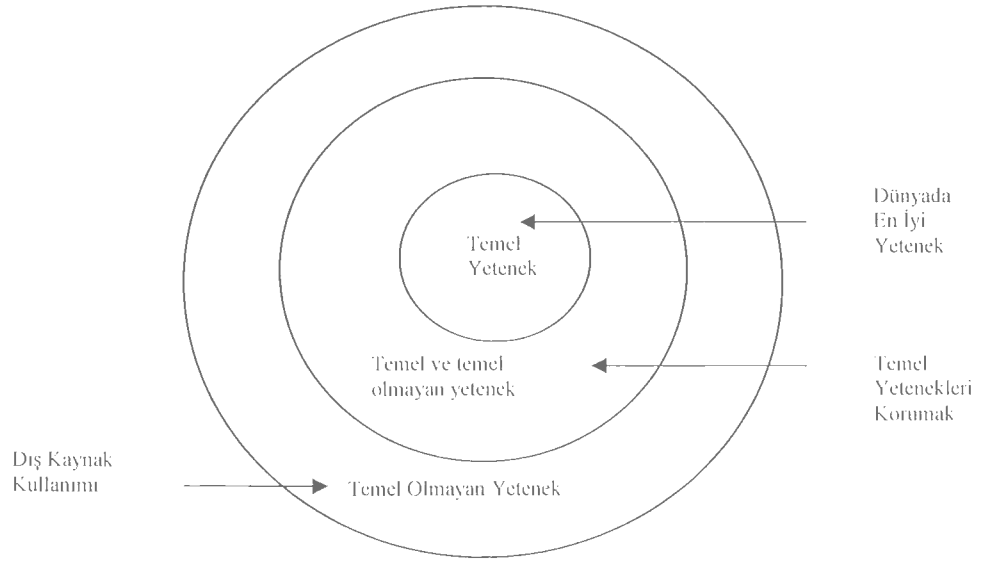 Dünyada
En İyi
Yetenek
Temel
Yetenek
Temel ve temel
olmayan yetenek
Temel
Yetenekleri
Korumak
Dış Kaynak
Kullanımı
Temel Olmayan Yetenek